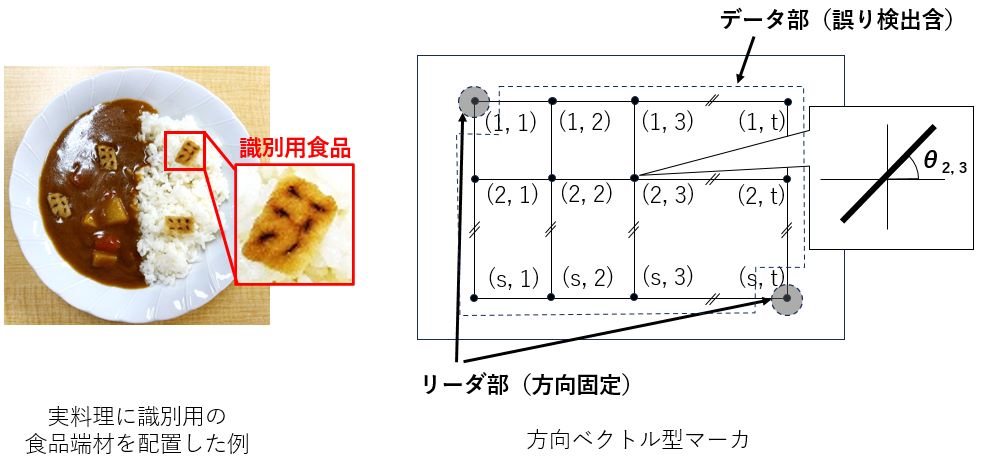 データ部（誤り検出含）
識別用食品
(1, 1) (1, 2) (1, 3) (1, t)
θ 2, 3
(2, 1) (2, 2) (2, 3) (2, t)
(s, 1) (s, 2) (s, 3) (s, t)
リーダ部（方向固定）
実料理に識別用の
食品端材を配置した例
方向ベクトル型マーカ